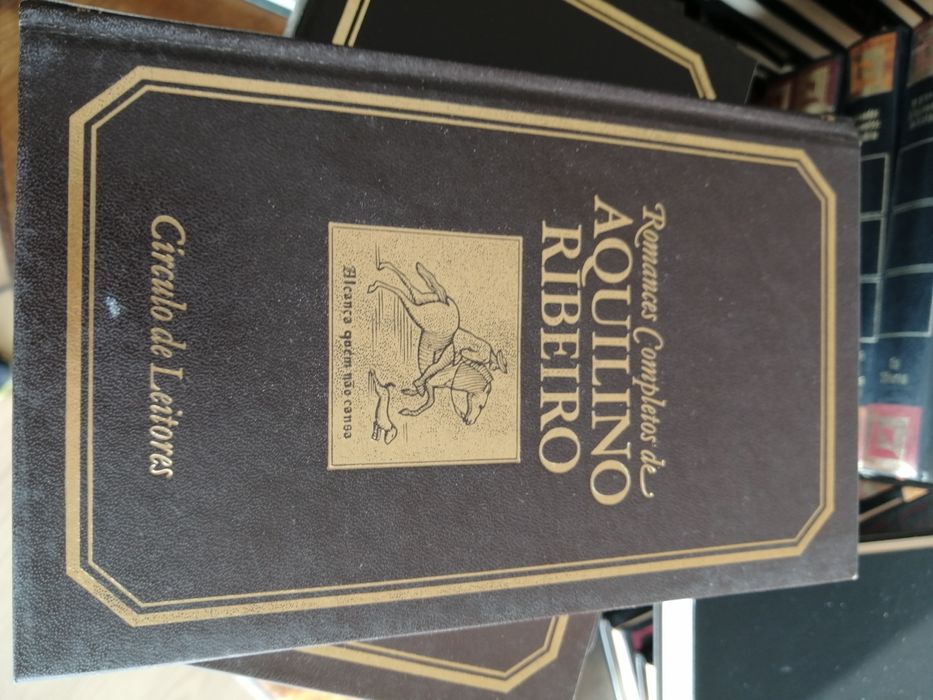 Romances Completos de
AQUILINO
RIBEIRO
Alcança quem não cansa
Círculo de Leitores